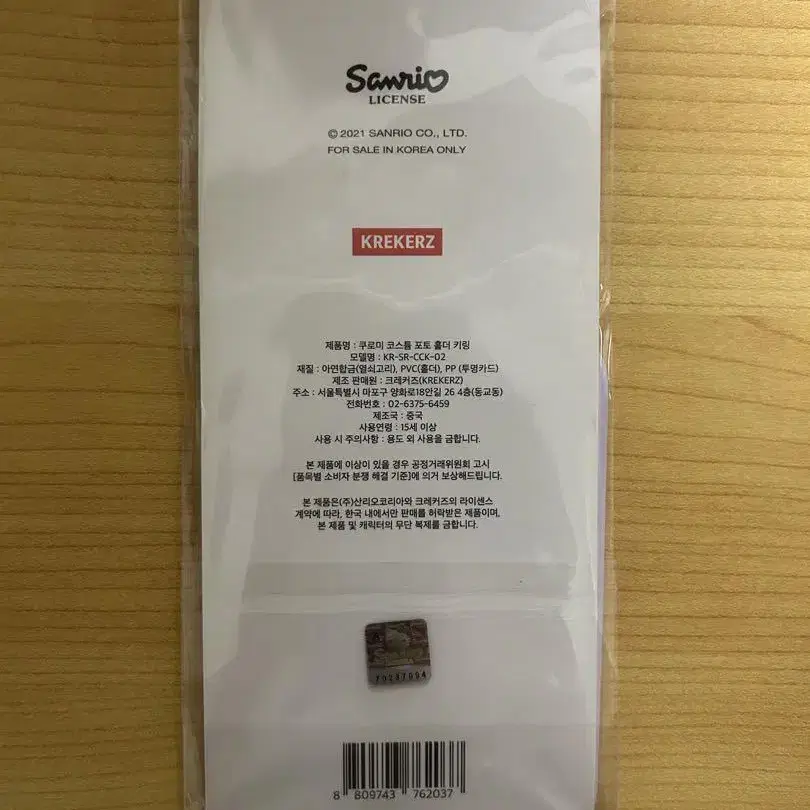 Sanrio
LICENSE
© 2021 SANRIO CO., LTD.
FOR SALE IN KOREA ONLY
KREKERZ
제품명 : 쿠로미 코스튬 포토 홀더 키링
모델명 : KR-SR-CCK-02
재질 : 아연합금(열쇠고리), PVC(홀더), PP (투명카드)
제조 판매원 : 크레커즈(KREKERZ)
주소 : 서울특별시 마포구 양화로18안길 26 4층(동교동)
전화번호 : 02-6375-6459
제조국 : 중국
사용연령 : 15세 이상
사용 시 주의사항 : 용도 외 사용을 금합니다.
본 제품에 이상이 있을 경우 공정거래위원회 고시
[품목별 소비자 분쟁 해결 기준]에 의거 보상해드립니다.
본 제품은(주)산리오코리아와 크레커즈의 라이센스
계약에 따라, 한국 내에서만 판매를 허락받은 제품이며,
본 제품 및 캐릭터의 무단 복제를 금합니다.
70287094
8 809743 762037